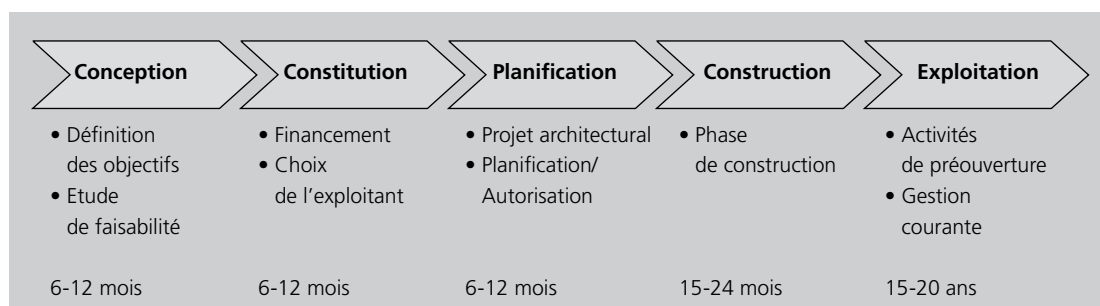 Conception
Constitution
Planification
Construction
Exploitation
• Définition
des objectifs
• Etude
de faisabilité
• Financement
• Choix
de l'exploitant
• Projet architectural
• Planification/
Autorisation
• Phase
de construction
• Activités
de préouverture
• Gestion
courante
6-12 mois
6-12 mois
6-12 mois
15-24 mois
15-20 ans